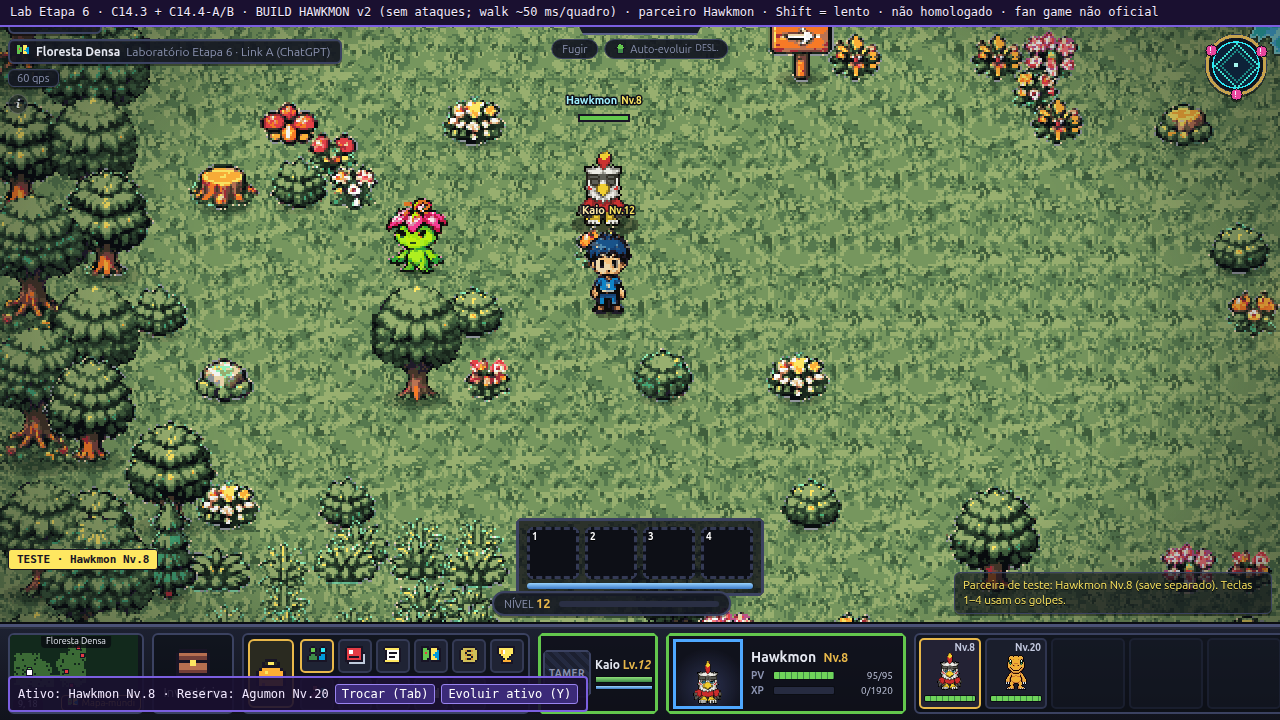 Lab Etapa 6 · C14.3 + C14.4-A/B · BUILD HAWKMON v2 (sem ataques; walk ~50 ms/quadro) · parceiro Hawkmon · Shift = lento · não homologado · fan game não oficial
Floresta Densa Laboratório Etapa 6 · Link A (ChatGPT)
Fugir
Auto-evoluir DESL.
60 qps
i
Hawkmon Nv.8
Kaio Nv.12
1 2 3 4
TESTE · Hawkmon Nv.8
NÍVEL 12
Parceira de teste: Hawkmon Nv.8 (save separado). Teclas
1–4 usam os golpes.
Floresta Densa
TAMER
Kaio Lv.12
Hawkmon Nv.8
PV 95/95
XP 0/1920
Nv.8
Nv.20
Ativo: Hawkmon Nv.8 · Reserva: Agumon Nv.20 Trocar (Tab) Evoluir ativo (Y)